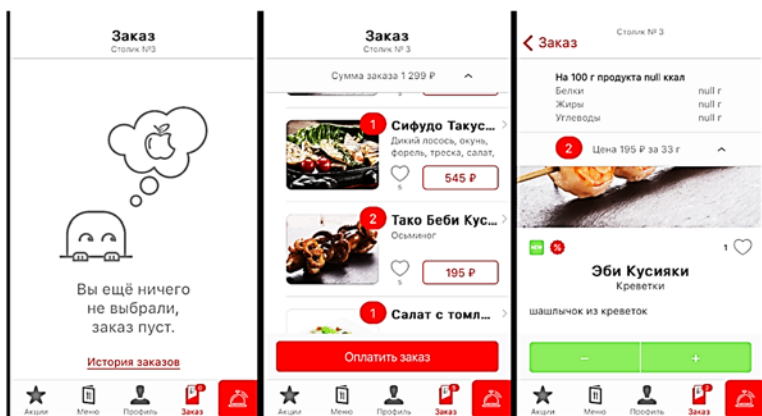 Заказ
Столик №3
Вы ещё ничего
не выбрали,
заказ пуст.
История заказов
0
Акции
Меню
Профиль
Заказ
Заказ
Столик № 3
Сумма заказа 1 299 ₽
5
1
Сифудо Такус...
Дикий лосось, окунь,
форель, треска, салат,
5
545 ₽
2
Тако Беби Кус...
Осьминог
5
195 ₽
1
Салат с томл...
Оплатить заказ
5
Акции
Меню
Профиль
Заказ
Заказ
Столик № 3
На 100 г продукта null ккал
Белки null г
Жиры null г
Углеводы null г
2
Цена 195 ₽ за 33 г
NEW
%
1
Эби Кусияки
Креветки
шашлычок из креветок
−
+
2
Акции
Меню
Профиль
Заказ